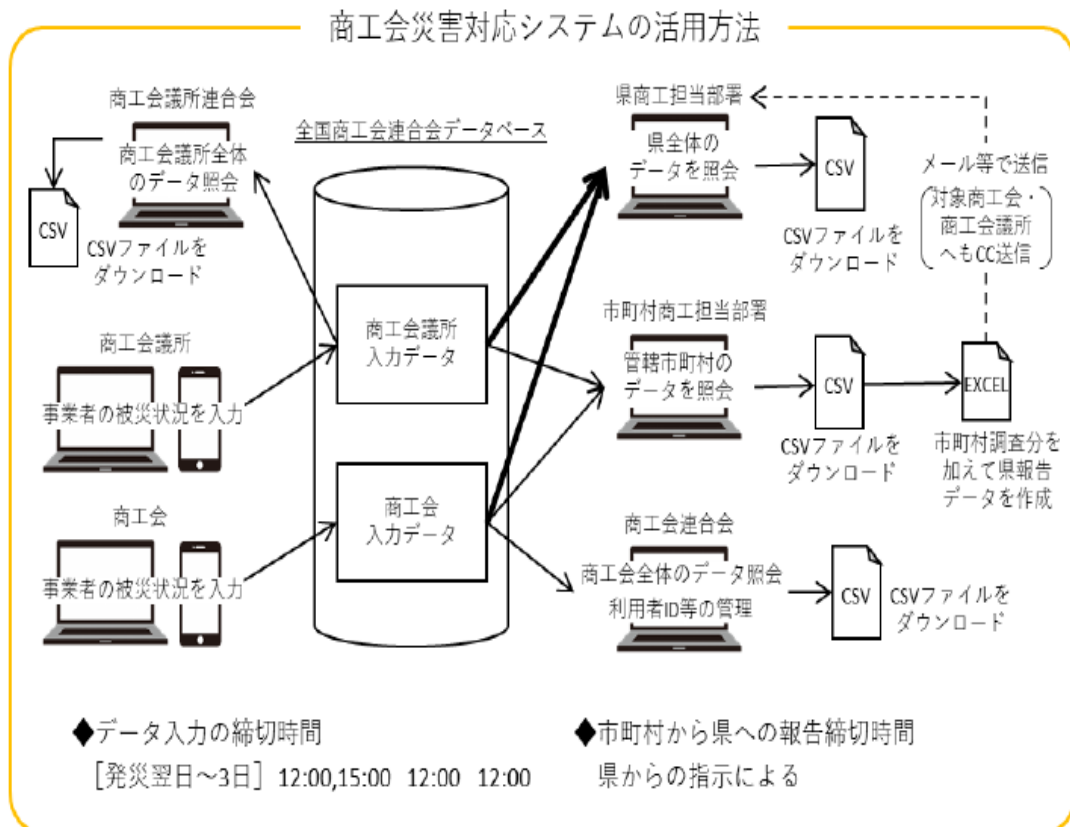 商工会災害対応システムの活用方法
商工会議所連合会
商工会議所全体
のデータ照会
CSV
CSVファイルを
ダウンロード
商工会議所
事業者の被災状況を入力
商工会
事業者の被災状況を入力
全国商工会連合会データベース
商工会議所
入力データ
商工会
入力データ
県商工担当部署
県全体の
データを照会
CSV
CSVファイルを
ダウンロード
メール等で送信
対象商工会・
商工会議所
へもCC送信
市町村商工担当部署
管轄市町村の
データを照会
CSV
CSVファイルを
ダウンロード
EXCEL
市町村調査分を
加えて県報告
データを作成
商工会連合会
商工会全体のデータ照会
利用者ID等の管理
CSV
CSVファイルを
ダウンロード
◆データ入力の締切時間
[発災翌日～3日] 12:00,15:00 12:00 12:00
◆市町村から県への報告締切時間
県からの指示による